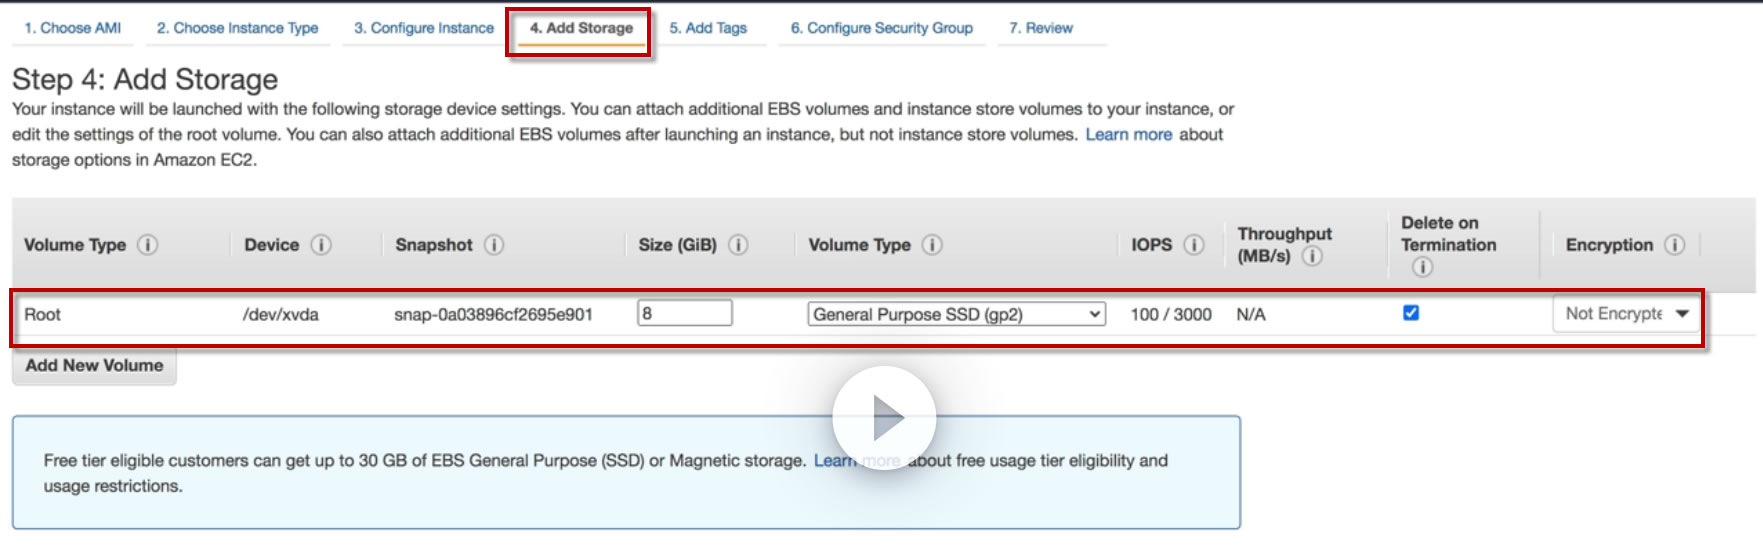 1. Choose AMI 2. Choose Instance Type 3. Configure Instance 4. Add Storage 5. Add Tags 6. Configure Security Group 7. Review
Step 4: Add Storage
Your instance will be launched with the following storage device settings. You can attach additional EBS volumes and instance store volumes to your instance, or
edit the settings of the root volume. You can also attach additional EBS volumes after launching an instance, but not instance store volumes. Learn more about
storage options in Amazon EC2.
Volume Type i Device i Snapshot i Size (GiB) i Volume Type i IOPS i Throughput (MB/s) i Delete on Termination i Encryption i
Root /dev/xvda snap-0a03896cf2695e901 8 General Purpose SSD (gp2) 100 / 3000 N/A Not Encrypte
Add New Volume
Free tier eligible customers can get up to 30 GB of EBS General Purpose (SSD) or Magnetic storage. Learn more about free usage tier eligibility and
usage restrictions.